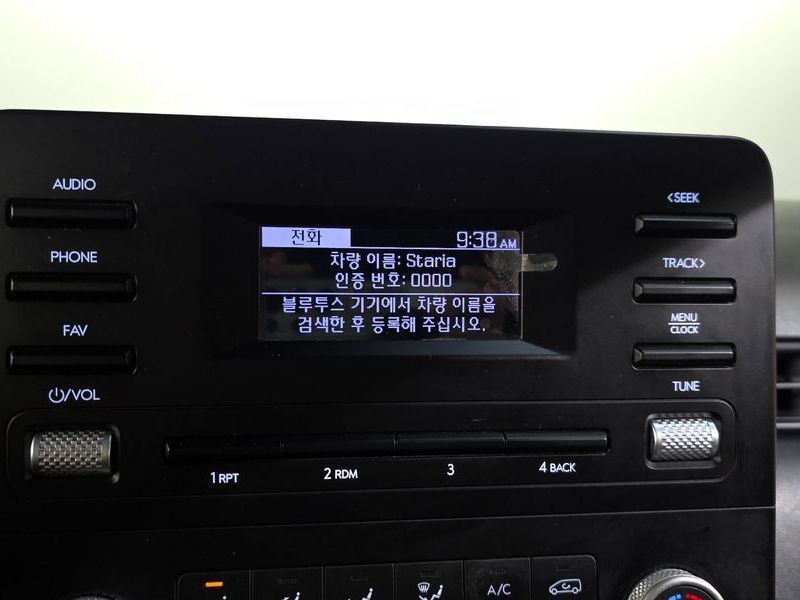 AUDIO
PHONE
FAV
⏻/VOL
전화 9:38 AM
차량 이름: Staria
인증 번호: 0000
블루투스 기기에서 차량 이름을
검색한 후 등록해 주십시오.
<SEEK
TRACK>
MENU
CLOCK
TUNE
1 RPT
2 RDM
3
4 BACK
A/C